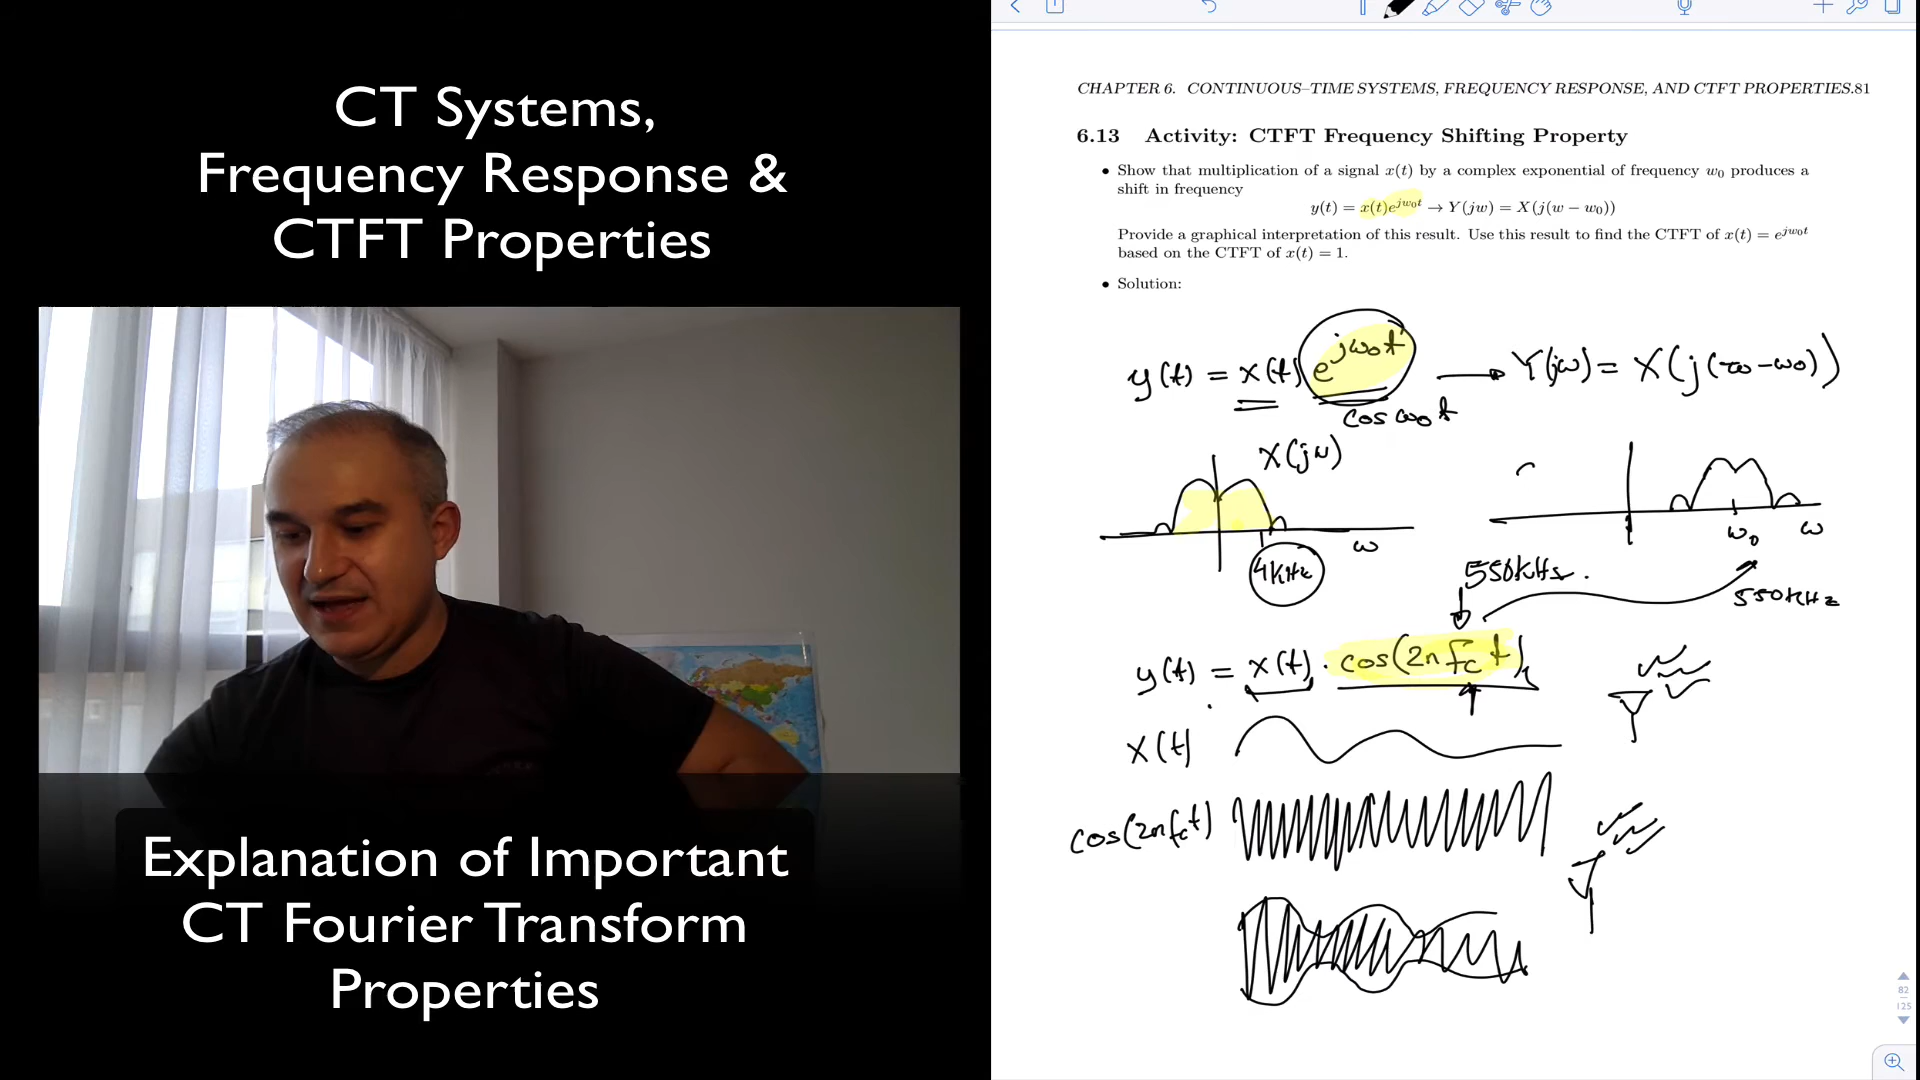 CT Systems,
Frequency Response &
CTFT Properties
Explanation of Important
CT Fourier Transform
Properties
CHAPTER 6. CONTINUOUS–TIME SYSTEMS, FREQUENCY RESPONSE, AND CTFT PROPERTIES.81
6.13 Activity: CTFT Frequency Shifting Property
• Show that multiplication of a signal x(t) by a complex exponential of frequency w₀ produces a
shift in frequency
y(t) = x(t)e^{jw₀t} → Y(jw) = X(j(w − w₀))
Provide a graphical interpretation of this result. Use this result to find the CTFT of x(t) = e^{jw₀t}
based on the CTFT of x(t) = 1.
• Solution:
y(t) = x(t) e^{jω₀t} → Y(jω) = X(j(ω-ω₀))
cos ω₀t
X(jω)
ω
ω₀ ω
4KHz
550KHz.
550KHz
y(t) = x(t) · cos(2πfct)
x(t)
cos(2πfct)
82
125